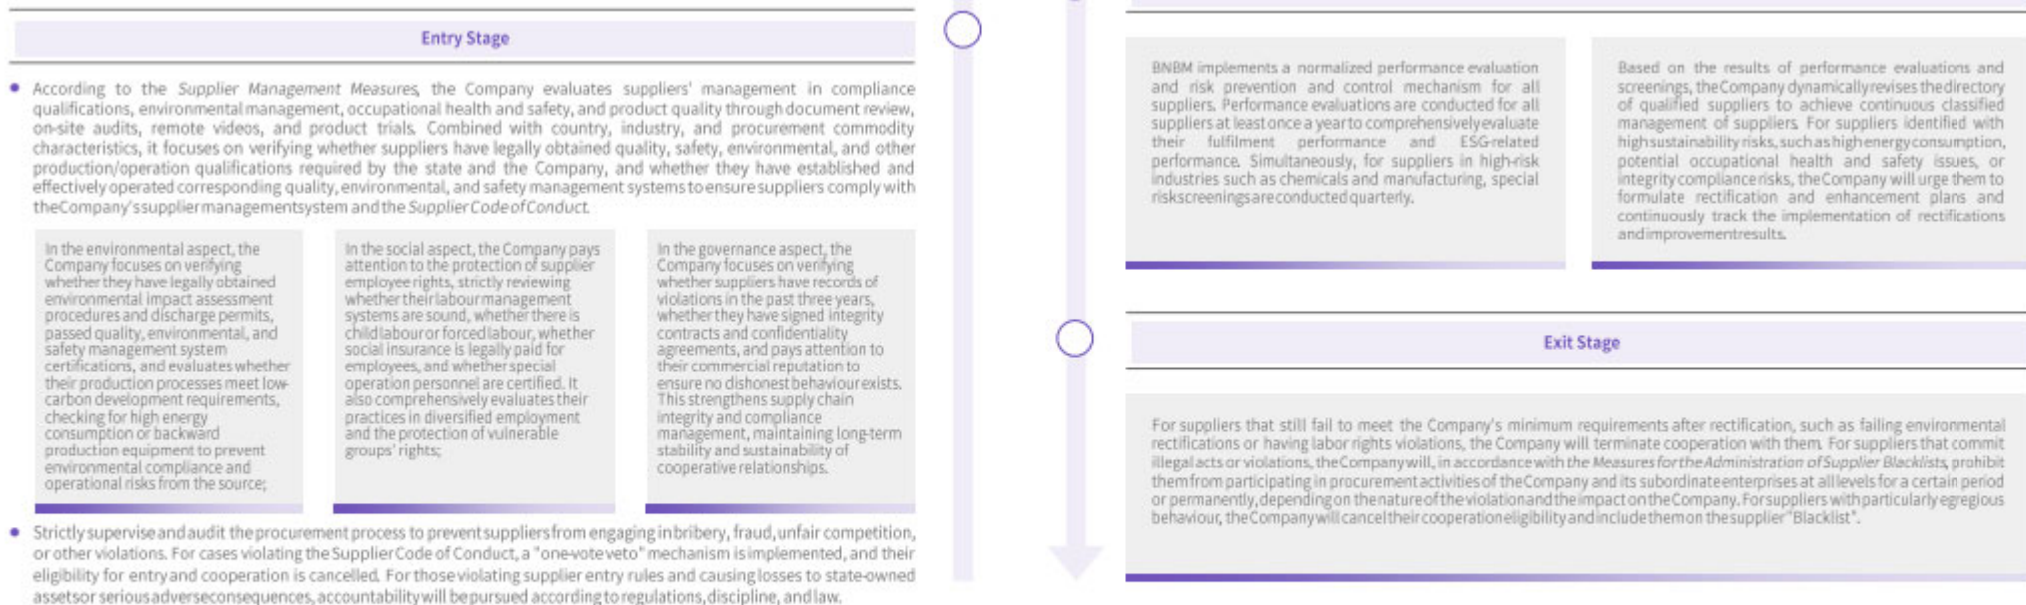 Entry Stage
According to the Supplier Management Measures, the Company evaluates suppliers' management in compliance
qualifications, environmental management, occupational health and safety, and product quality through document review,
on-site audits, remote videos, and product trials. Combined with country, industry, and procurement commodity
characteristics, it focuses on verifying whether suppliers have legally obtained quality, safety, environmental, and other
production/operation qualifications required by the state and the Company, and whether they have established and
effectively operated corresponding quality, environmental, and safety management systems to ensure suppliers comply with
the Company's supplier management system and the Supplier Code of Conduct.
In the environmental aspect, the
Company focuses on verifying
whether they have legally obtained
environmental impact assessment
procedures and discharge permits,
passed quality, environmental, and
safety management system
certifications, and evaluates whether
their production processes meet low-
carbon development requirements,
checking for high energy
consumption or backward
production equipment to prevent
environmental compliance and
operational risks from the source;
In the social aspect, the Company pays
attention to the protection of supplier
employee rights, strictly reviewing
whether their labour management
systems are sound, whether there is
child labour or forced labour, whether
social insurance is legally paid for
employees, and whether special
operation personnel are certified. It
also comprehensively evaluates their
practices in diversified employment
and the protection of vulnerable
groups' rights;
In the governance aspect, the
Company focuses on verifying
whether suppliers have records of
violations in the past three years,
whether they have signed integrity
contracts and confidentiality
agreements, and pays attention to
their commercial reputation to
ensure no dishonest behaviour exists.
This strengthens supply chain
integrity and compliance
management, maintaining long-term
stability and sustainability of
cooperative relationships.
Strictly supervise and audit the procurement process to prevent suppliers from engaging in bribery, fraud, unfair competition,
or other violations. For cases violating the Supplier Code of Conduct, a "one-vote veto" mechanism is implemented, and their
eligibility for entry and cooperation is cancelled. For those violating supplier entry rules and causing losses to state-owned
assets or serious adverse consequences, accountability will be pursued according to regulations, discipline, and law.
BNBM implements a normalized performance evaluation
and risk prevention and control mechanism for all
suppliers. Performance evaluations are conducted for all
suppliers at least once a year to comprehensively evaluate
their fulfilment performance and ESG-related
performance. Simultaneously, for suppliers in high-risk
industries such as chemicals and manufacturing, special
risk screenings are conducted quarterly.
Based on the results of performance evaluations and
screenings, the Company dynamically revises the directory
of qualified suppliers to achieve continuous classified
management of suppliers. For suppliers identified with
high sustainability risks, such as high energy consumption,
potential occupational health and safety issues, or
integrity compliance risks, the Company will urge them to
formulate rectification and enhancement plans and
continuously track the implementation of rectifications
and improvement results.
Exit Stage
For suppliers that still fail to meet the Company's minimum requirements after rectification, such as failing environmental
rectifications or having labor rights violations, the Company will terminate cooperation with them. For suppliers that commit
illegal acts or violations, the Company will, in accordance with the Measures for the Administration of Supplier Blacklists, prohibit
them from participating in procurement activities of the Company and its subordinate enterprises at all levels for a certain period
or permanently, depending on the nature of the violation and the impact on the Company. For suppliers with particularly egregious
behaviour, the Company will cancel their cooperation eligibility and include them on the supplier "Blacklist".